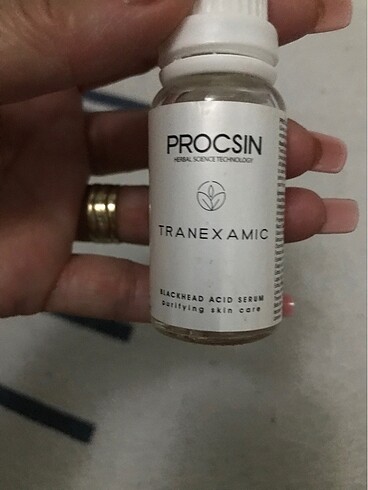 PROCSIN
HERBAL SCIENCE TECHNOLOGY
TRANEXAMIC
BLACKHEAD ACID SERUM
purifying skin care